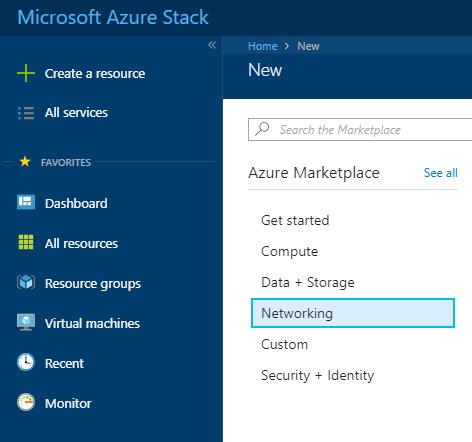 Microsoft Azure Stack
«
Create a resource
All services
FAVORITES
Dashboard
All resources
Resource groups
Virtual machines
Recent
Monitor
Home > New
New
Search the Marketplace
Azure Marketplace See all
Get started
Compute
Data + Storage
Networking
Custom
Security + Identity